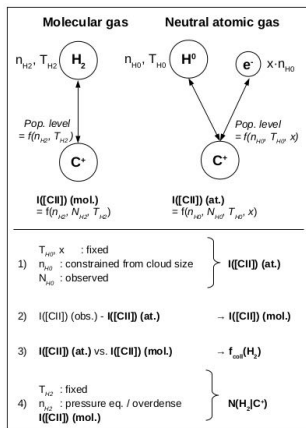 Molecular gas
Neutral atomic gas
n_H2, T_H2
H₂
n_H0, T_H0
H⁰
e⁻
x·n_H0
Pop. level
= f(n_H2, T_H2)
Pop. level
= f(n_H0, T_H0, x)
C⁺
C⁺
I([CII]) (mol.)
= f(n_H2, N_H2, T_H2)
I([CII]) (at.)
= f(n_H0, N_H0, T_H0, x)
T_H0, x : fixed
1) n_H0 : constrained from cloud size
N_H0 : observed
I([CII]) (at.)
2) I([CII]) (obs.) - I([CII]) (at.) → I([CII]) (mol.)
3) I([CII]) (at.) vs. I([CII]) (mol.) → f_coll(H₂)
T_H2 : fixed
4) n_H2 : pressure eq. / overdense
I([CII]) (mol.)
N(H₂|C⁺)